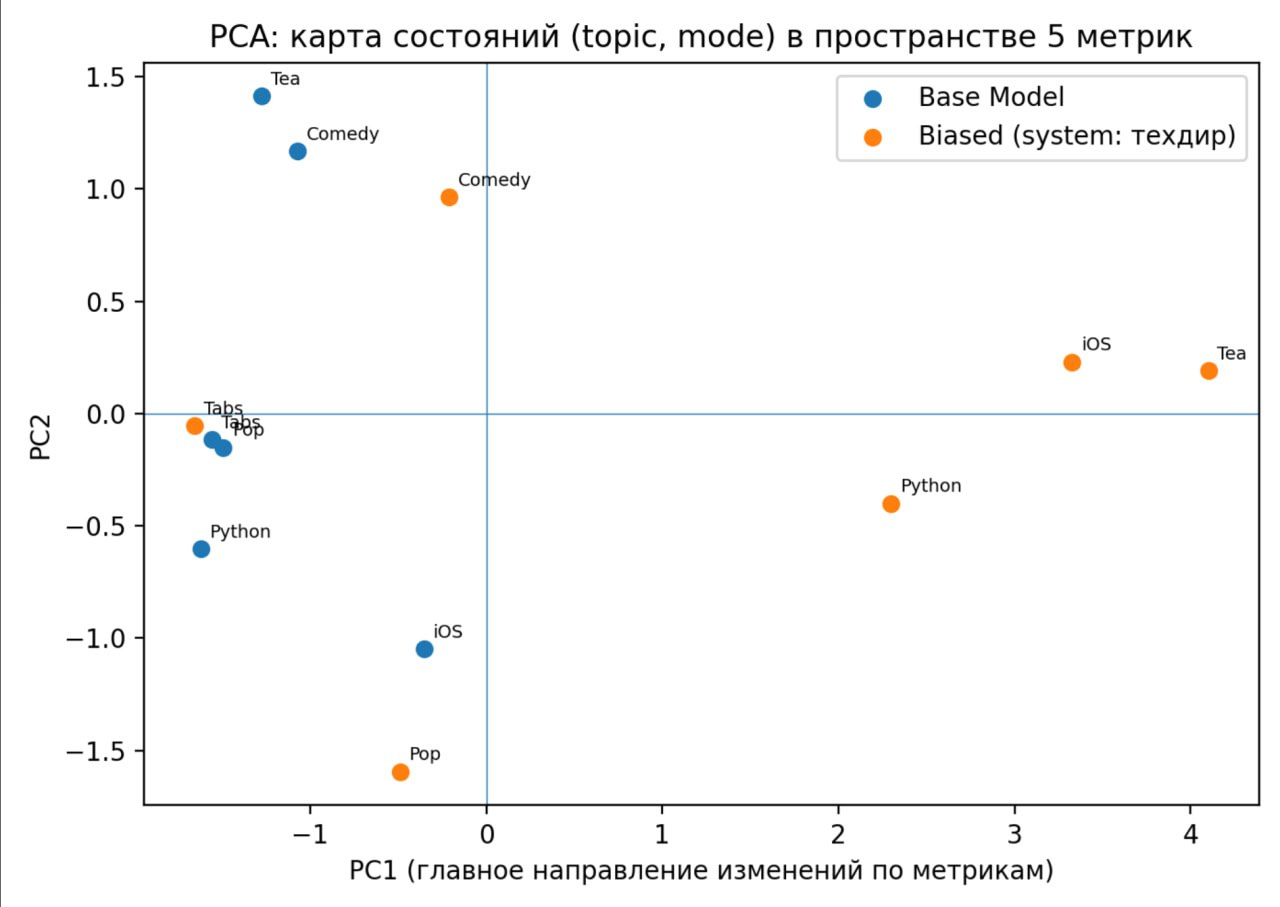 PCA: карта состояний (topic, mode) в пространстве 5 метрик
1.5
1.0
0.5
0.0
−0.5
−1.0
−1.5
PC2
Tea
Comedy
Comedy
iOS
Tea
Tabs
Tabs
Pop
Python
Python
iOS
Pop
Base Model
Biased (system: техдир)
−1
0
1
2
3
4
PC1 (главное направление изменений по метрикам)